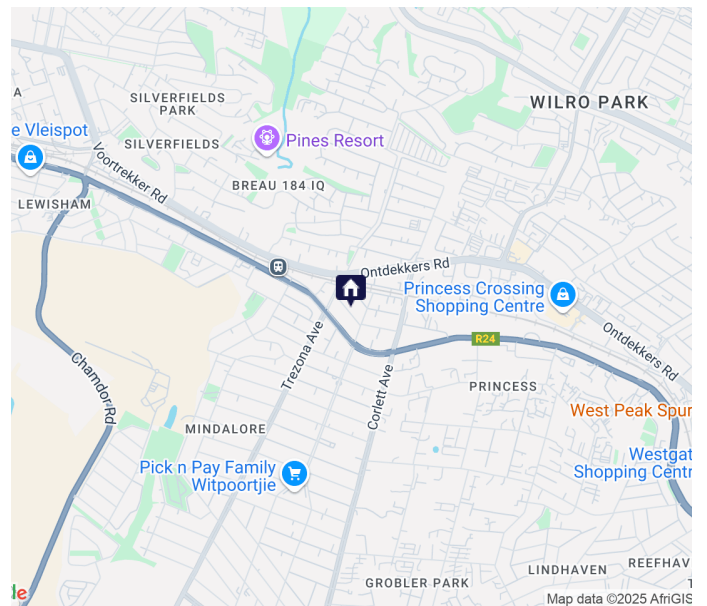 SILVERFIELDS
PARK
WILRO PARK
A
e Vleispot
Pines Resort
SILVERFIELDS
Voortrekker Rd
BREAU 184 IQ
LEWISHAM
Ontdekkers Rd
Princess Crossing
Shopping Centre
Ontdekkers Rd
R24
Trezona Ave
Chamdor Rd
Corlett Ave
PRINCESS
West Peak Spur
MINDALORE
Westgat
Shopping Centr
Pick n Pay Family
Witpoortjie
REEFHAV
LINDHAVEN
GROBLER PARK
T
le
Map data ©2025 AfriGIS